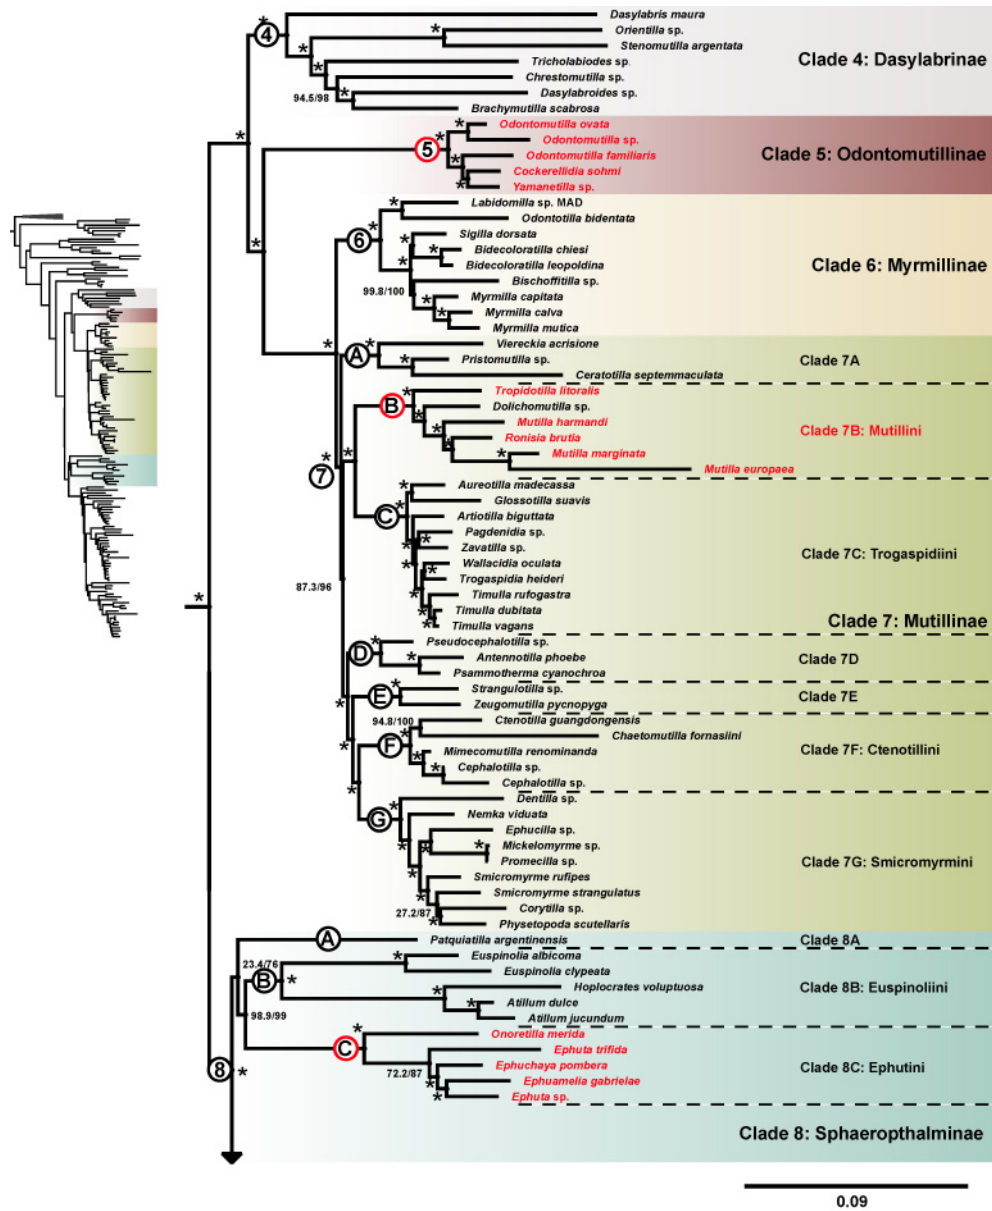 *
4
Dasylabris maura
Orientilla sp.
Stenomutilla argentata
Tricholabiodes sp.
Chrestomutilla sp.
Dasylabroides sp.
Brachymutilla scabrosa
94.5/98
Clade 4: Dasylabrinae
5
Odontomutilla ovata
Odontomutilla sp.
Odontomutilla familiaris
Cockerellidia sohmi
Yamanetilla sp.
Clade 5: Odontomutillinae
6
Labidomilla sp. MAD
Odontotilla bidentata
Sigilla dorsata
Bidecoloratilla chiesi
Bidecoloratilla leopoldina
Bischoffitilla sp.
99.8/100
Myrmilla capitata
Myrmilla calva
Myrmilla mutica
Clade 6: Myrmillinae
7
A
Viereckia acrisione
Pristomutilla sp.
Ceratotilla septemmaculata
Clade 7A
B
Tropidotilla litoralis
Dolichomutilla sp.
Mutilla harmandi
Ronisia brutia
Mutilla marginata
Mutilla europaea
Clade 7B: Mutillini
C
Aureotilla madecassa
Glossotilla suavis
Artiotilla biguttata
Pagdenidia sp.
Zavatilla sp.
Wallacidia oculata
Trogaspidia heideri
Timulla rufogastra
Timulla dubitata
Timulla vagans
87.3/96
Clade 7C: Trogaspidiini
Clade 7: Mutillinae
D
Pseudocephalotilla sp.
Antennotilla phoebe
Psammotherma cyanochroa
Clade 7D
E
Strangulotilla sp.
Zeugomutilla pycnopyga
Clade 7E
94.8/100
F
Ctenotilla guangdongensis
Chaetomutilla fornasiini
Mimecomutilla renominanda
Cephalotilla sp.
Cephalotilla sp.
Clade 7F: Ctenotillini
G
Dentilla sp.
Nemka viduata
Ephucilla sp.
Mickelomyrme sp.
Promecilla sp.
Smicromyrme rufipes
Smicromyrme strangulatus
Corytilla sp.
Physetopoda scutellaris
27.2/87
Clade 7G: Smicromyrmini
8
A
Patquiatilla argentinensis
Clade 8A
23.4/76
B
Euspinolia albicoma
Euspinolia clypeata
Hoplocrates voluptuosa
Atillum dulce
Atillum jucundum
98.9/99
Clade 8B: Euspinoliini
C
Onoretilla merida
Ephuta trifida
Ephuchaya pombera
Ephuamelia gabrielae
Ephuta sp.
72.2/87
Clade 8C: Ephutini
Clade 8: Sphaeropthalminae
0.09